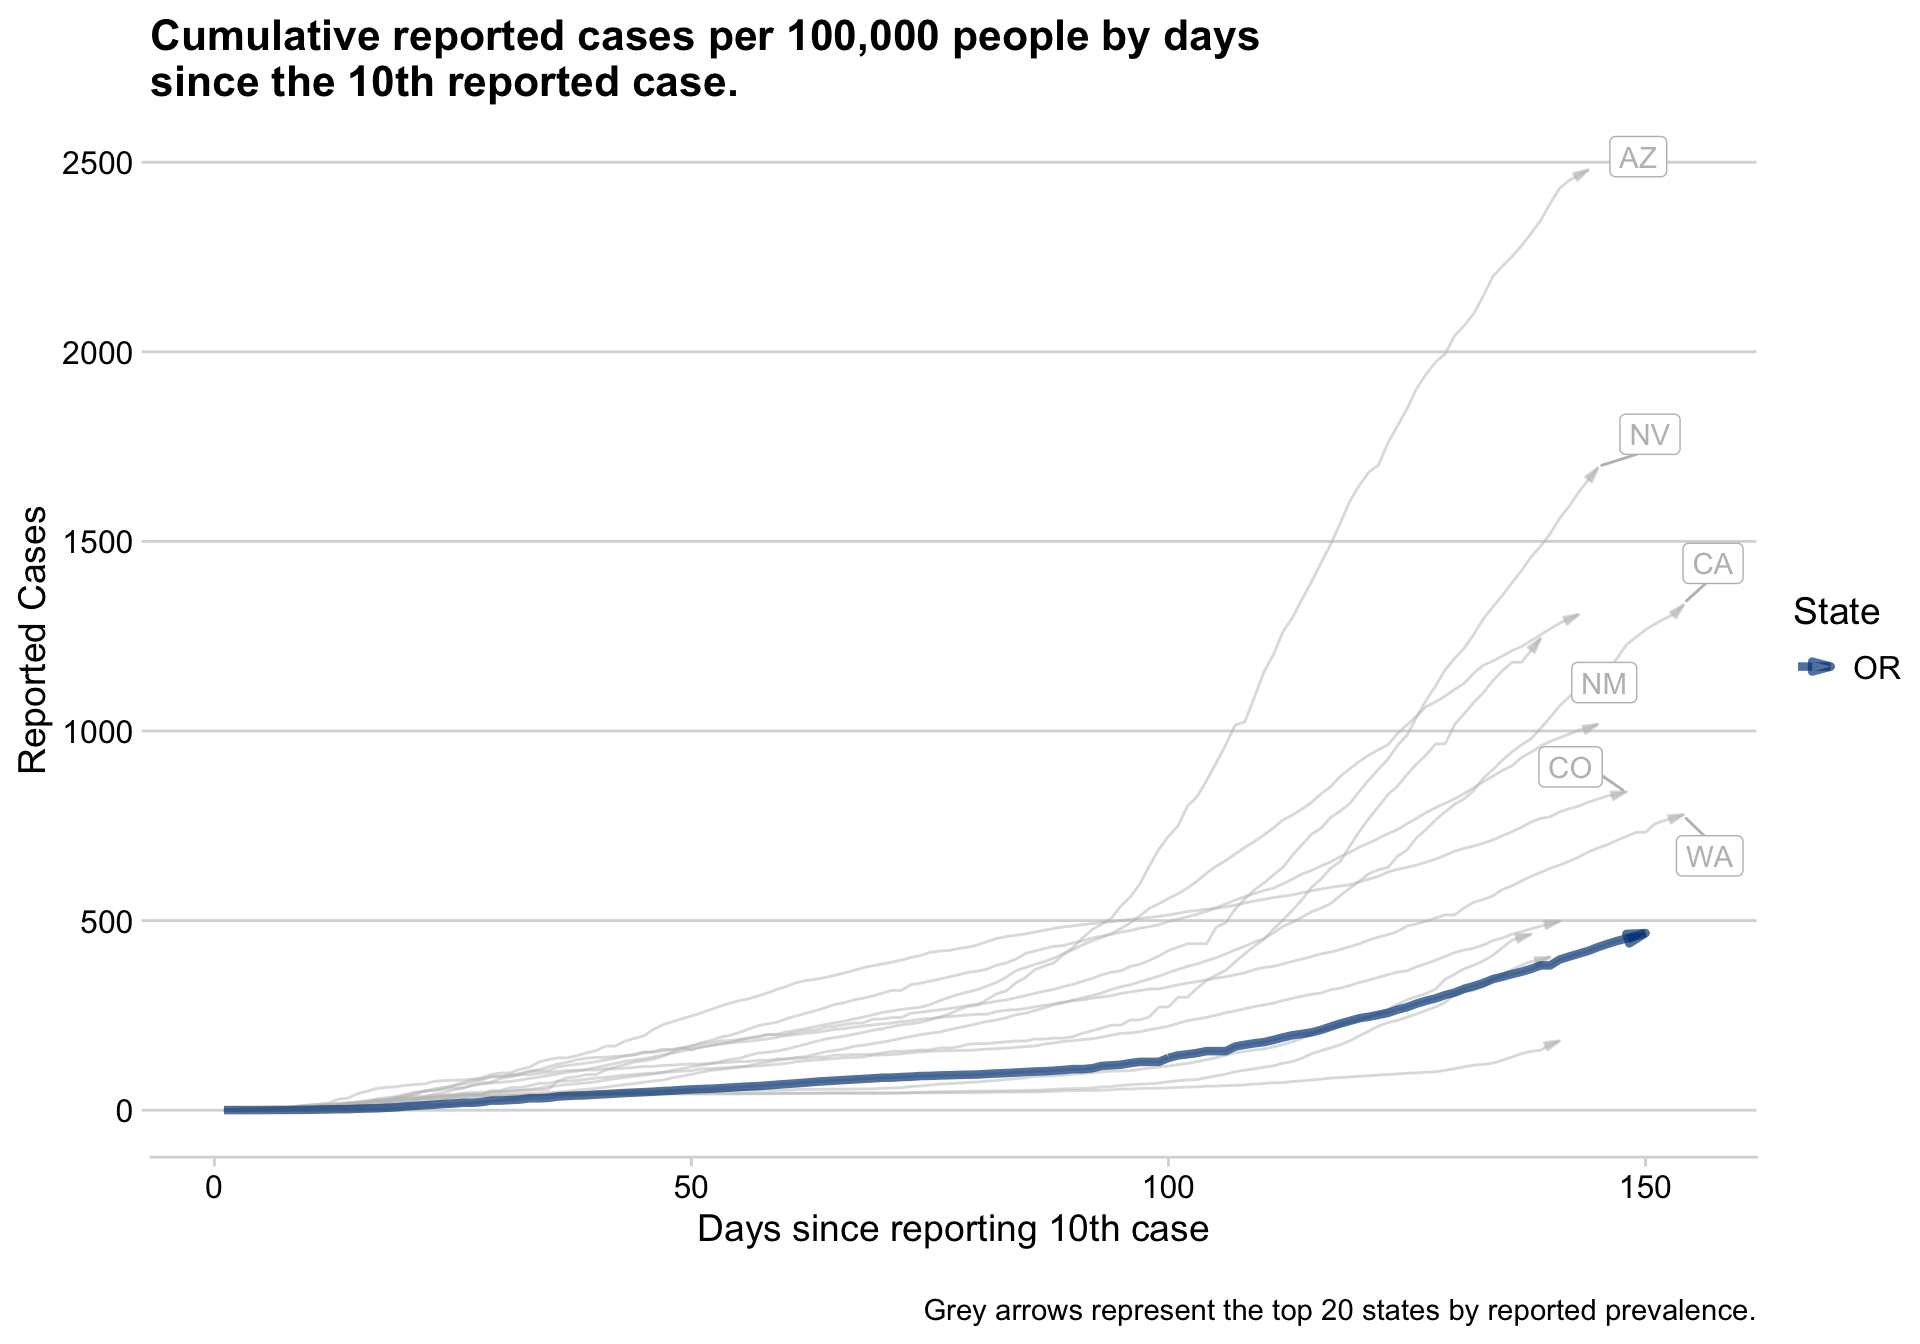 Cumulative reported cases per 100,000 people by days
since the 10th reported case.
2500
2000
1500
1000
500
0
Reported Cases
AZ
NV
CA
NM
CO
WA
State
OR
0
50
100
150
Days since reporting 10th case
Grey arrows represent the top 20 states by reported prevalence.